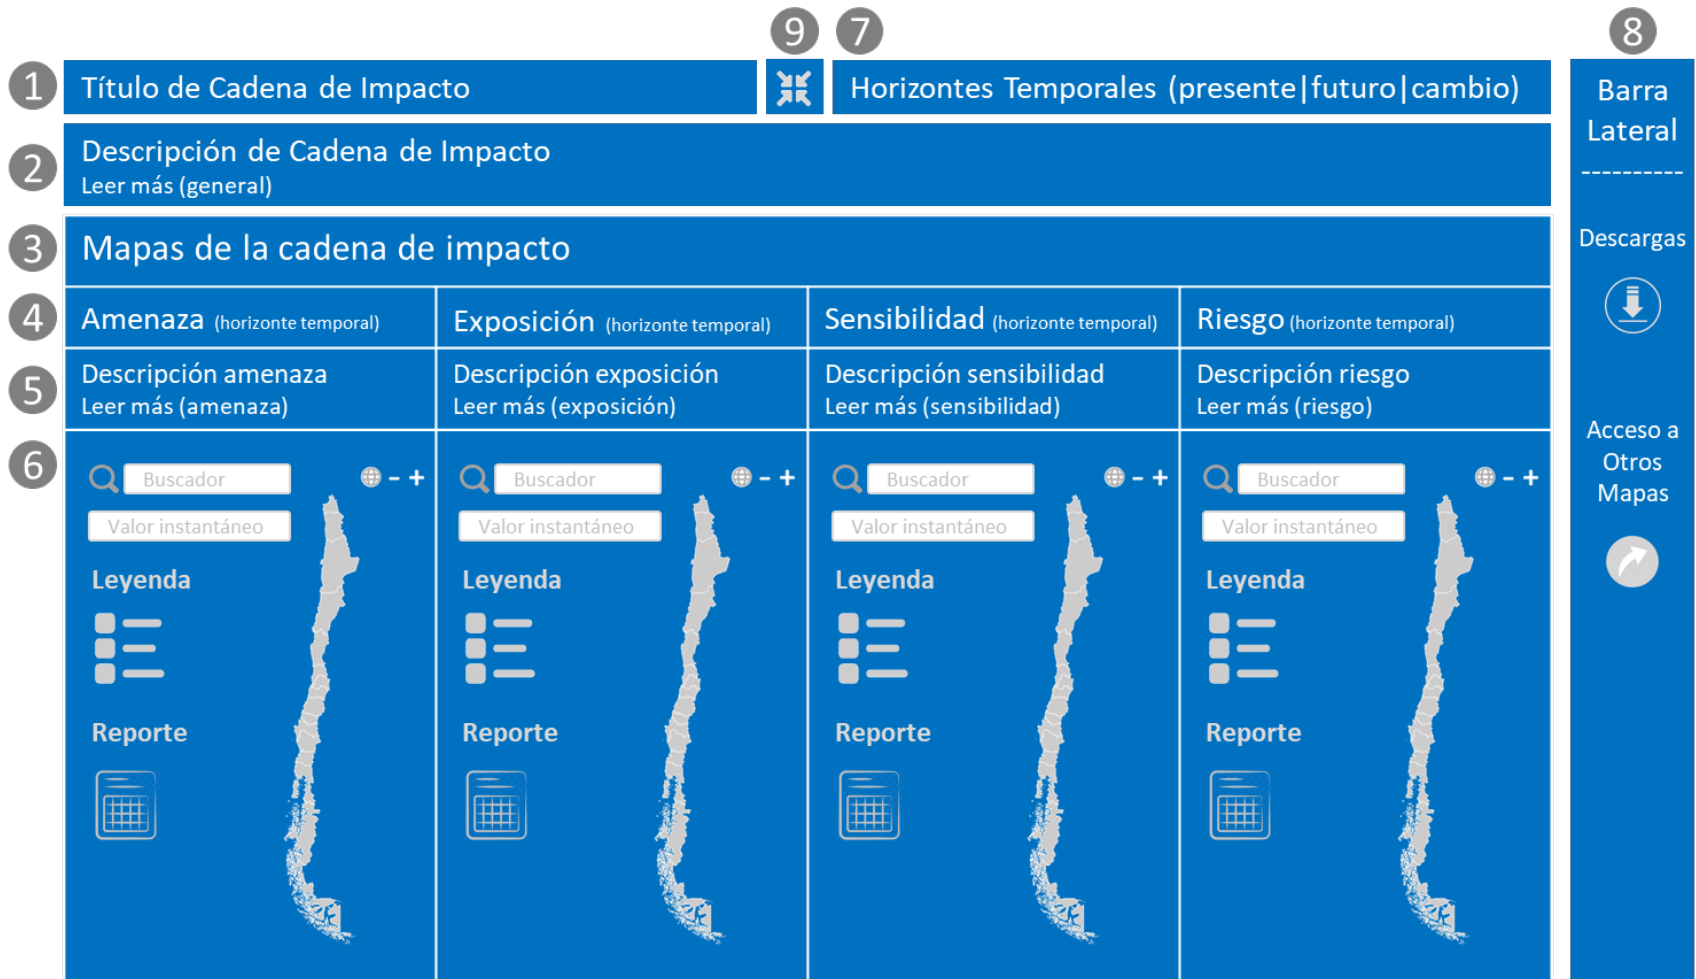 9 7 8
1 Título de Cadena de Impacto
Horizontes Temporales (presente|futuro|cambio)
2 Descripción de Cadena de Impacto
Leer más (general)
3 Mapas de la cadena de impacto
4 Amenaza (horizonte temporal)
Exposición (horizonte temporal)
Sensibilidad (horizonte temporal)
Riesgo (horizonte temporal)
5 Descripción amenaza
Leer más (amenaza)
Descripción exposición
Leer más (exposición)
Descripción sensibilidad
Leer más (sensibilidad)
Descripción riesgo
Leer más (riesgo)
6
Buscador - +
Valor instantáneo
Leyenda
Reporte
Buscador - +
Valor instantáneo
Leyenda
Reporte
Buscador - +
Valor instantáneo
Leyenda
Reporte
Buscador - +
Valor instantáneo
Leyenda
Reporte
Barra
Lateral
----------
Descargas
Acceso a
Otros
Mapas